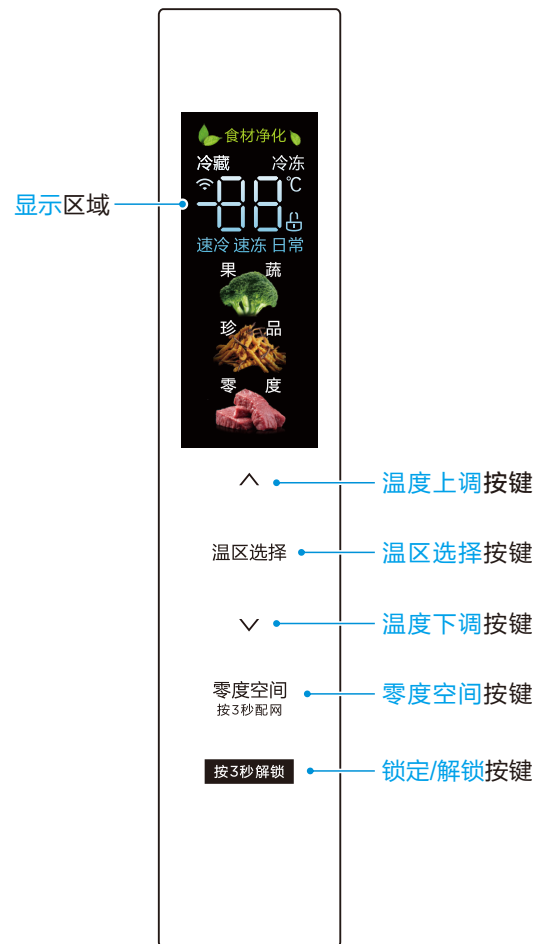 食材净化
冷藏 冷冻
-88℃
显示区域
速冷 速冻 日常
果 蔬
珍 品
零 度
温度上调按键
温区选择 温区选择按键
温度下调按键
零度空间 零度空间按键
按3秒配网
按3秒解锁 锁定/解锁按键